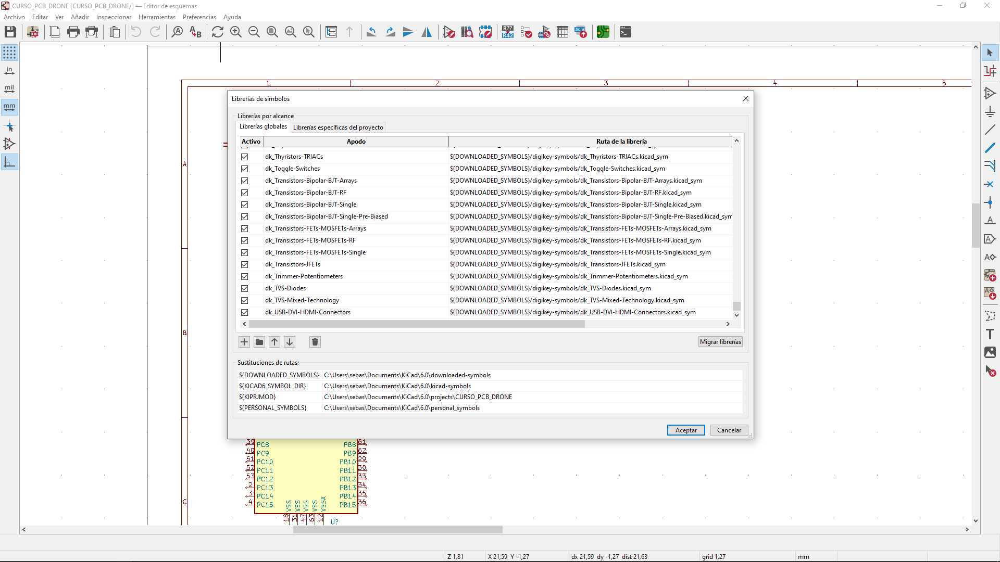 CURSO_PCB_DRONE [CURSO_PCB_DRONE/] — Editor de esquemas
Archivo Editar Ver Añadir Inspeccionar Herramientas Preferencias Ayuda
R??
R42
bom
in
mil
mm
1 2 3 4 5
A
B
C
Librerías de símbolos
Librerías por alcance
Librerías globales Librerías específicas del proyecto
Activo Apodo Ruta de la librería
dk_Thyristors-TRIACs ${DOWNLOADED_SYMBOLS}/digikey-symbols/dk_Thyristors-TRIACs.kicad_sym
dk_Toggle-Switches ${DOWNLOADED_SYMBOLS}/digikey-symbols/dk_Toggle-Switches.kicad_sym
dk_Transistors-Bipolar-BJT-Arrays ${DOWNLOADED_SYMBOLS}/digikey-symbols/dk_Transistors-Bipolar-BJT-Arrays.kicad_sym
dk_Transistors-Bipolar-BJT-RF ${DOWNLOADED_SYMBOLS}/digikey-symbols/dk_Transistors-Bipolar-BJT-RF.kicad_sym
dk_Transistors-Bipolar-BJT-Single ${DOWNLOADED_SYMBOLS}/digikey-symbols/dk_Transistors-Bipolar-BJT-Single.kicad_sym
dk_Transistors-Bipolar-BJT-Single-Pre-Biased ${DOWNLOADED_SYMBOLS}/digikey-symbols/dk_Transistors-Bipolar-BJT-Single-Pre-Biased.kicad_sym
dk_Transistors-FETs-MOSFETs-Arrays ${DOWNLOADED_SYMBOLS}/digikey-symbols/dk_Transistors-FETs-MOSFETs-Arrays.kicad_sym
dk_Transistors-FETs-MOSFETs-RF ${DOWNLOADED_SYMBOLS}/digikey-symbols/dk_Transistors-FETs-MOSFETs-RF.kicad_sym
dk_Transistors-FETs-MOSFETs-Single ${DOWNLOADED_SYMBOLS}/digikey-symbols/dk_Transistors-FETs-MOSFETs-Single.kicad_sym
dk_Transistors-JFETs ${DOWNLOADED_SYMBOLS}/digikey-symbols/dk_Transistors-JFETs.kicad_sym
dk_Trimmer-Potentiometers ${DOWNLOADED_SYMBOLS}/digikey-symbols/dk_Trimmer-Potentiometers.kicad_sym
dk_TVS-Diodes ${DOWNLOADED_SYMBOLS}/digikey-symbols/dk_TVS-Diodes.kicad_sym
dk_TVS-Mixed-Technology ${DOWNLOADED_SYMBOLS}/digikey-symbols/dk_TVS-Mixed-Technology.kicad_sym
dk_USB-DVI-HDMI-Connectors ${DOWNLOADED_SYMBOLS}/digikey-symbols/dk_USB-DVI-HDMI-Connectors.kicad_sym
Migrar librerías
Sustituciones de rutas:
${DOWNLOADED_SYMBOLS} C:\Users\sebas\Documents\KiCad\6.0\downloaded-symbols
${KICAD6_SYMBOL_DIR} C:\Users\sebas\Documents\KiCad\6.0\kicad-symbols
${KIPRJMOD} C:\Users\sebas\Documents\KiCad\6.0\projects\CURSO_PCB_DRONE
${PERSONAL_SYMBOLS} C:\Users\sebas\Documents\KiCad\6.0\personal_symbols
Aceptar Cancelar
39 PC8 PB8 61
40 PC9 PB9 62
51 PC10 PB10 29
52 PC11 PB11 30
53 PC12 PB12 33
2 PC13 PB13 34
3 PC14 PB14 35
4 PC15 PB15 36
VSS VSS VSS VSS VSSA
18 31 47 63 12
U?
Z 1,81 X 21,59 Y -1,27 dx 21,59 dy -1,27 dist 21,63 grid 1,27 mm